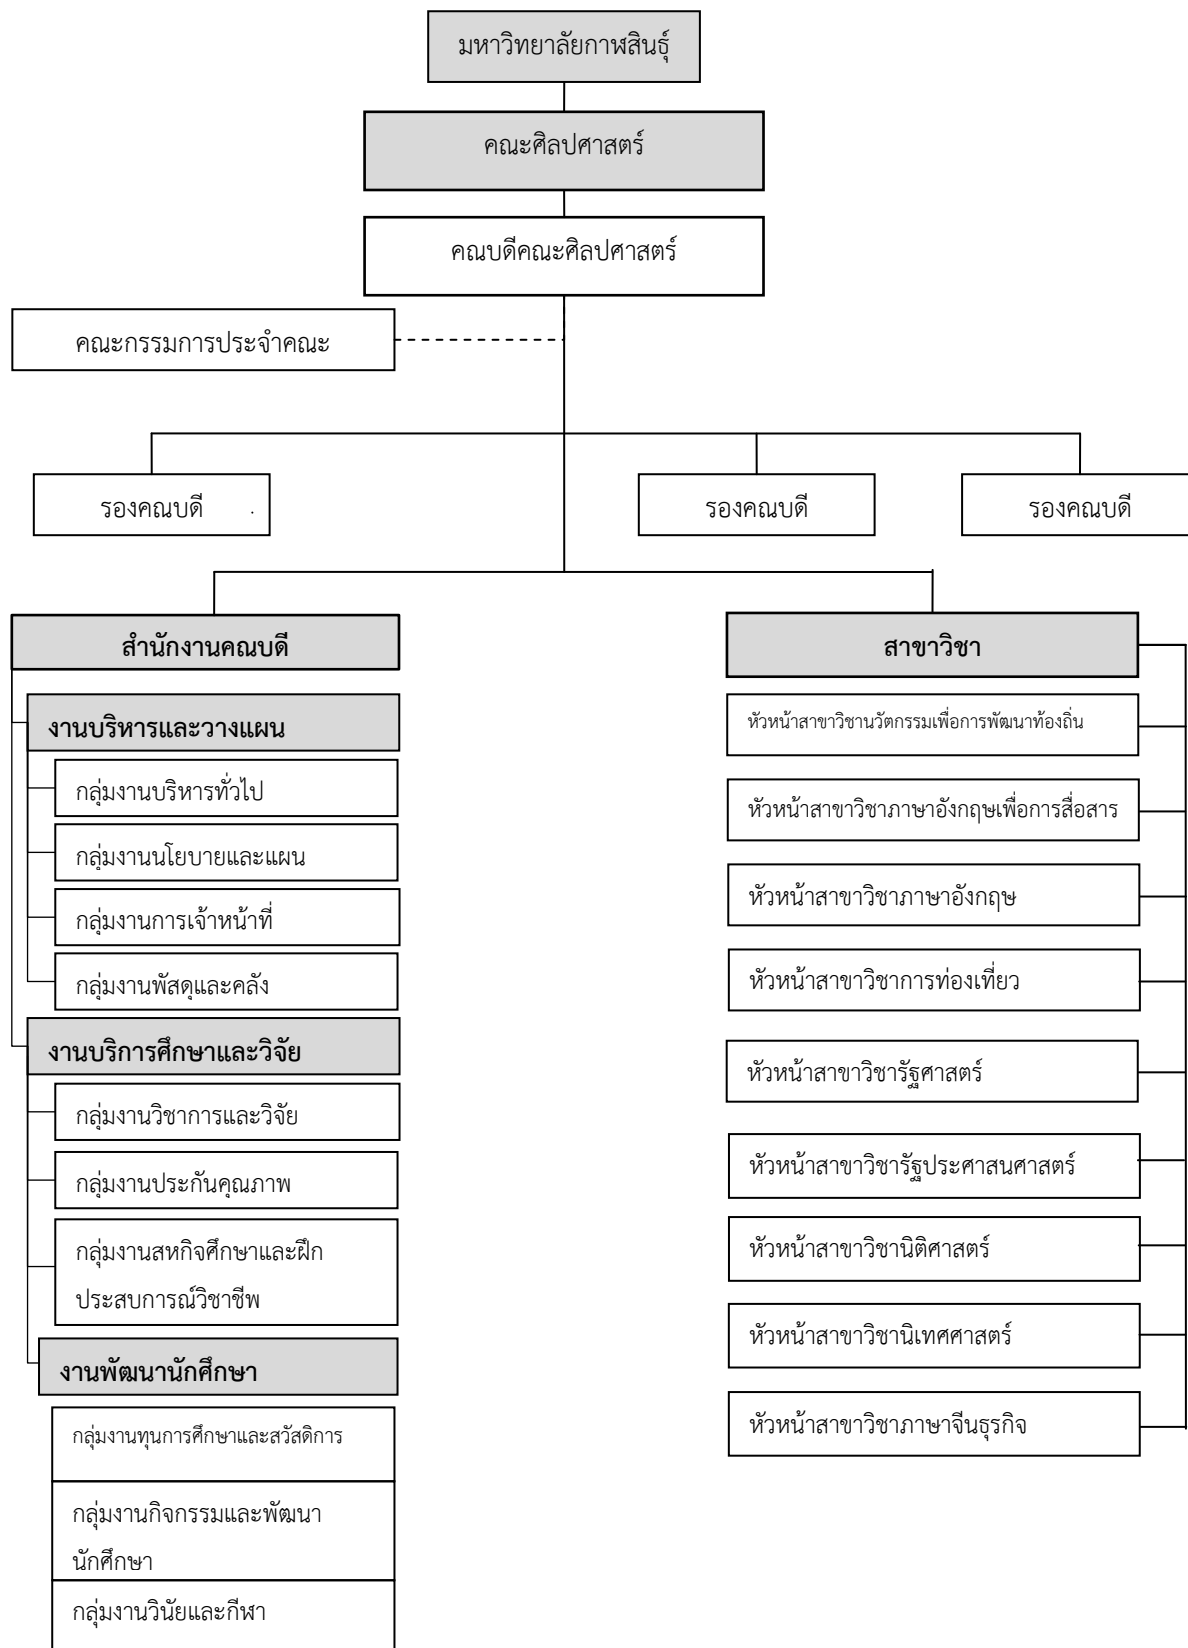 มหาวิทยาลัยกาฬสินธุ์
คณะศิลปศาสตร์
คณบดีคณะศิลปศาสตร์
คณะกรรมการประจำคณะ
รองคณบดี .
รองคณบดี
รองคณบดี
สำนักงานคณบดี
งานบริหารและวางแผน
กลุ่มงานบริหารทั่วไป
กลุ่มงานนโยบายและแผน
กลุ่มงานการเจ้าหน้าที่
กลุ่มงานพัสดุและคลัง
งานบริการศึกษาและวิจัย
กลุ่มงานวิชาการและวิจัย
กลุ่มงานประกันคุณภาพ
กลุ่มงานสหกิจศึกษาและฝึก
ประสบการณ์วิชาชีพ
งานพัฒนานักศึกษา
กลุ่มงานทุนการศึกษาและสวัสดิการ
กลุ่มงานกิจกรรมและพัฒนา
นักศึกษา
กลุ่มงานวินัยและกีฬา
สาขาวิชา
หัวหน้าสาขาวิชานวัตกรรมเพื่อการพัฒนาท้องถิ่น
หัวหน้าสาขาวิชาภาษาอังกฤษเพื่อการสื่อสาร
หัวหน้าสาขาวิชาภาษาอังกฤษ
หัวหน้าสาขาวิชาการท่องเที่ยว
หัวหน้าสาขาวิชารัฐศาสตร์
หัวหน้าสาขาวิชารัฐประศาสนศาสตร์
หัวหน้าสาขาวิชานิติศาสตร์
หัวหน้าสาขาวิชานิเทศศาสตร์
หัวหน้าสาขาวิชาภาษาจีนธุรกิจ